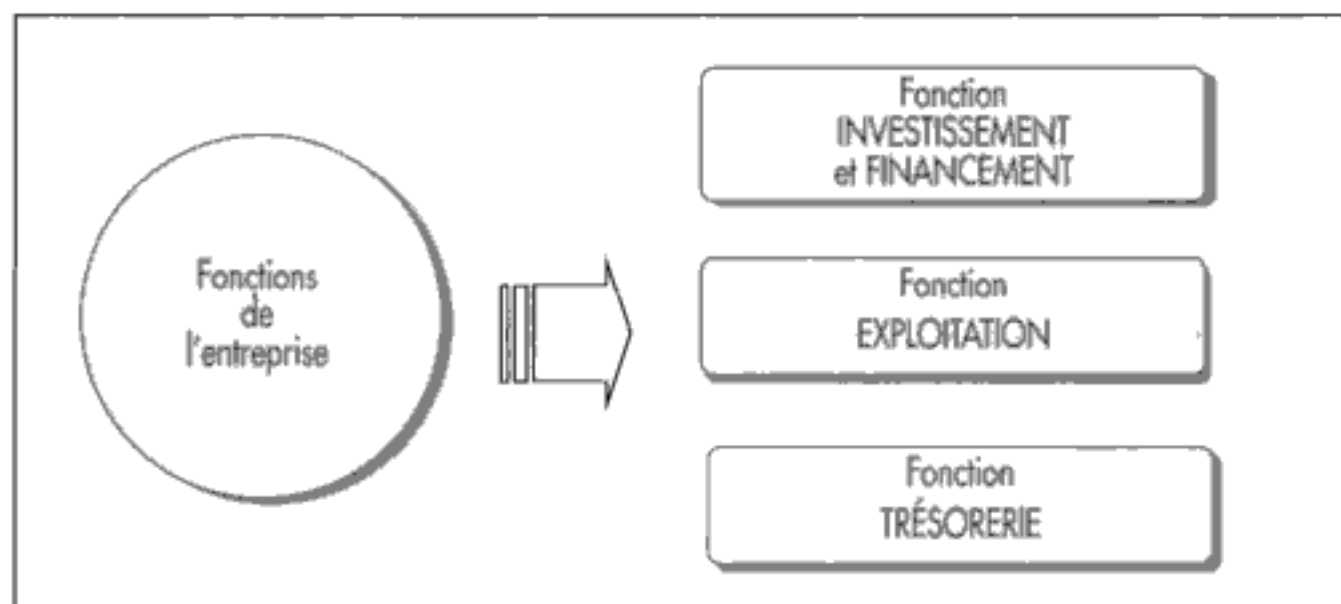 Fonctions
de
l'entreprise
Fonction
INVESTISSEMENT
et FINANCEMENT
Fonction
EXPLOITATION
Fonction
TRÉSORERIE